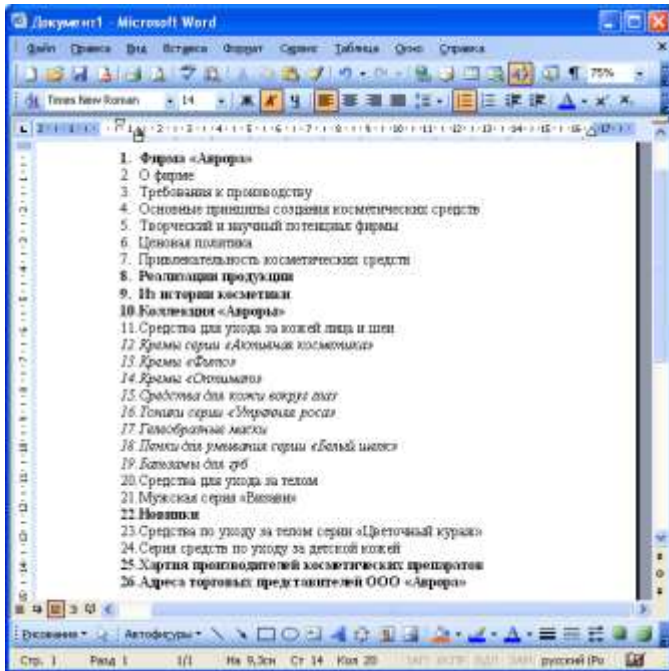 Документ1 - Microsoft Word
Файл Правка Вид Вставка Формат Сервис Таблица Окно Справка
75%
Times New Roman 14 Ж К Ч
1. Фирма «Аврора»
2 О фирме
3. Требования к производству
4. Основные принципы создания косметических средств
5. Творческий и научный потенциал фирмы
6. Ценовая политика
7. Привлекательность косметических средств
8. Реализация продукции
9. Из истории косметики
10.Коллекция «Авроры»
11.Средства для ухода за кожей лица и шеи
12.Кремы серии «Активная косметика»
13.Кремы «Фито»
14.Кремы «Оптимато»
15.Средства для кожи вокруг глаз
16.Тоники серии «Утренняя роса»
17.Гелеобразные маски
18.Пенки для умывания серии «Белый шелк»
19.Бальзамы для губ
20.Средства для ухода за телом
21.Мужская серия «Визави»
22.Новинки
23.Средства по уходу за телом серии «Цветочный кураж»
24.Серия средств по уходу за детской кожей
25.Хартия производителей косметических препаратов
26.Адреса торговых представителей ООО «Аврора»
Рисование Автофигуры
Стр. 1 Разд 1 1/1 На 9,3см Ст 14 Кол 20 русский (Ро